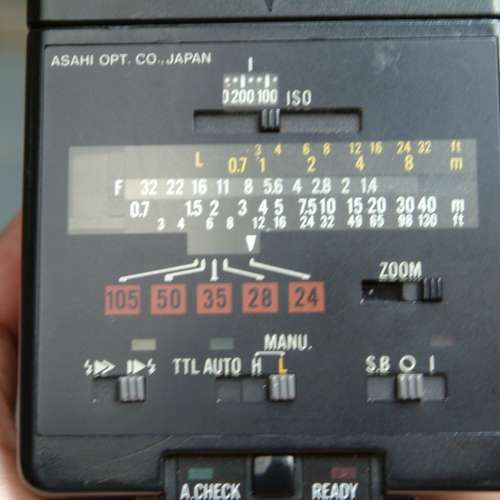 ASAHI OPT. CO., JAPAN
0 200 100 ISO
3 4 6 8 12 16 24 32 ft
L 0.7 1 2 4 8 m
F 32 22 16 11 8 5.6 4 2.8 2 1.4
0.7 1.5 2 3 4 5 7.5 10 15 20 30 40 m
3 4 6 8 12 16 24 32 49 65 98 130 ft
ZOOM
105 50 35 28 24
MANU.
TTL AUTO H L S.B O I
A.CHECK READY